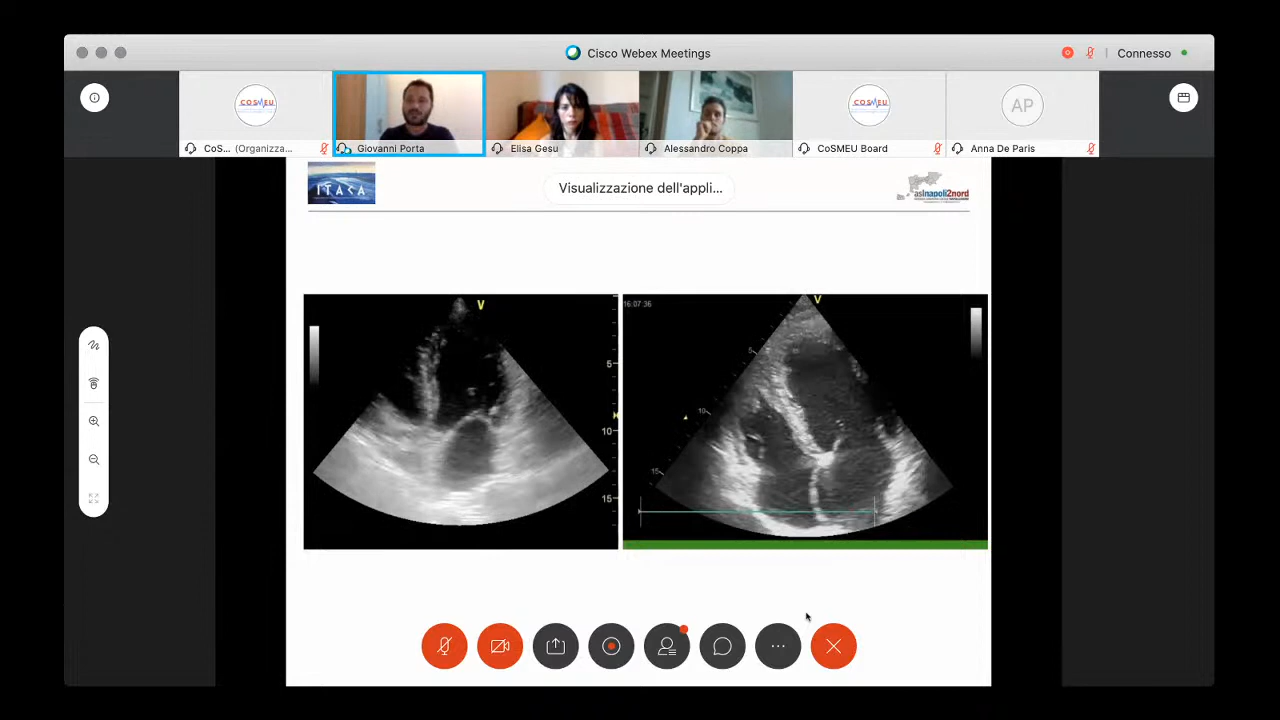 Cisco Webex Meetings
Connesso
COSMEU
CoS... (Organizza...
Giovanni Porta
Elisa Gesu
Alessandro Coppa
COSMEU
CoSMEU Board
AP
Anna De Paris
ITACA
Visualizzazione dell'appli...
aslnapoli2nord
V
5
10
15
16:07:36
V
5
10
15